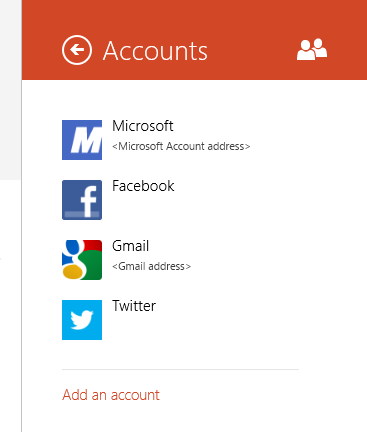 Accounts
Microsoft
<Microsoft Account address>
Facebook
Gmail
<Gmail address>
Twitter
Add an account